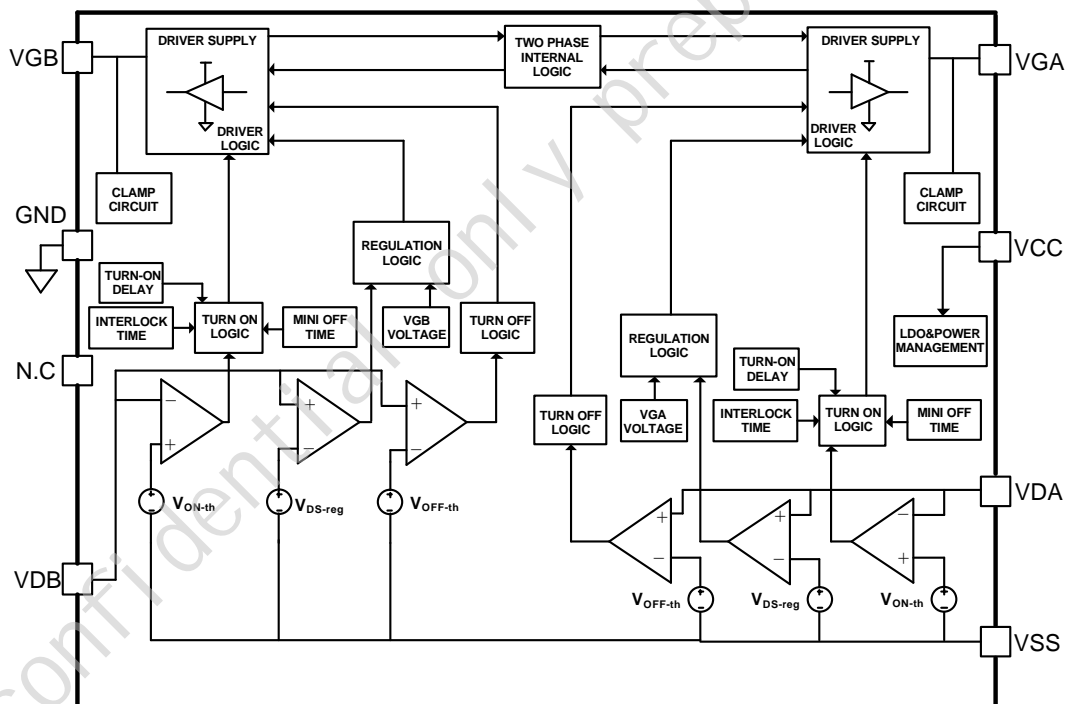 VGB
DRIVER SUPPLY
DRIVER
LOGIC
TWO PHASE
INTERNAL
LOGIC
DRIVER SUPPLY
DRIVER
LOGIC
VGA
CLAMP
CIRCUIT
CLAMP
CIRCUIT
GND
REGULATION
LOGIC
VCC
TURN-ON
DELAY
INTERLOCK
TIME
TURN ON
LOGIC
MINI OFF
TIME
VGB
VOLTAGE
TURN OFF
LOGIC
REGULATION
LOGIC
LDO&POWER
MANAGEMENT
N.C
TURN-ON
DELAY
TURN OFF
LOGIC
VGA
VOLTAGE
INTERLOCK
TIME
TURN ON
LOGIC
MINI OFF
TIME
− + + − + −
VON-th
VDS-reg
VOFF-th
VDA
+ − + − − +
VDB
VOFF-th
VDS-reg
VON-th
VSS
confidential only prep